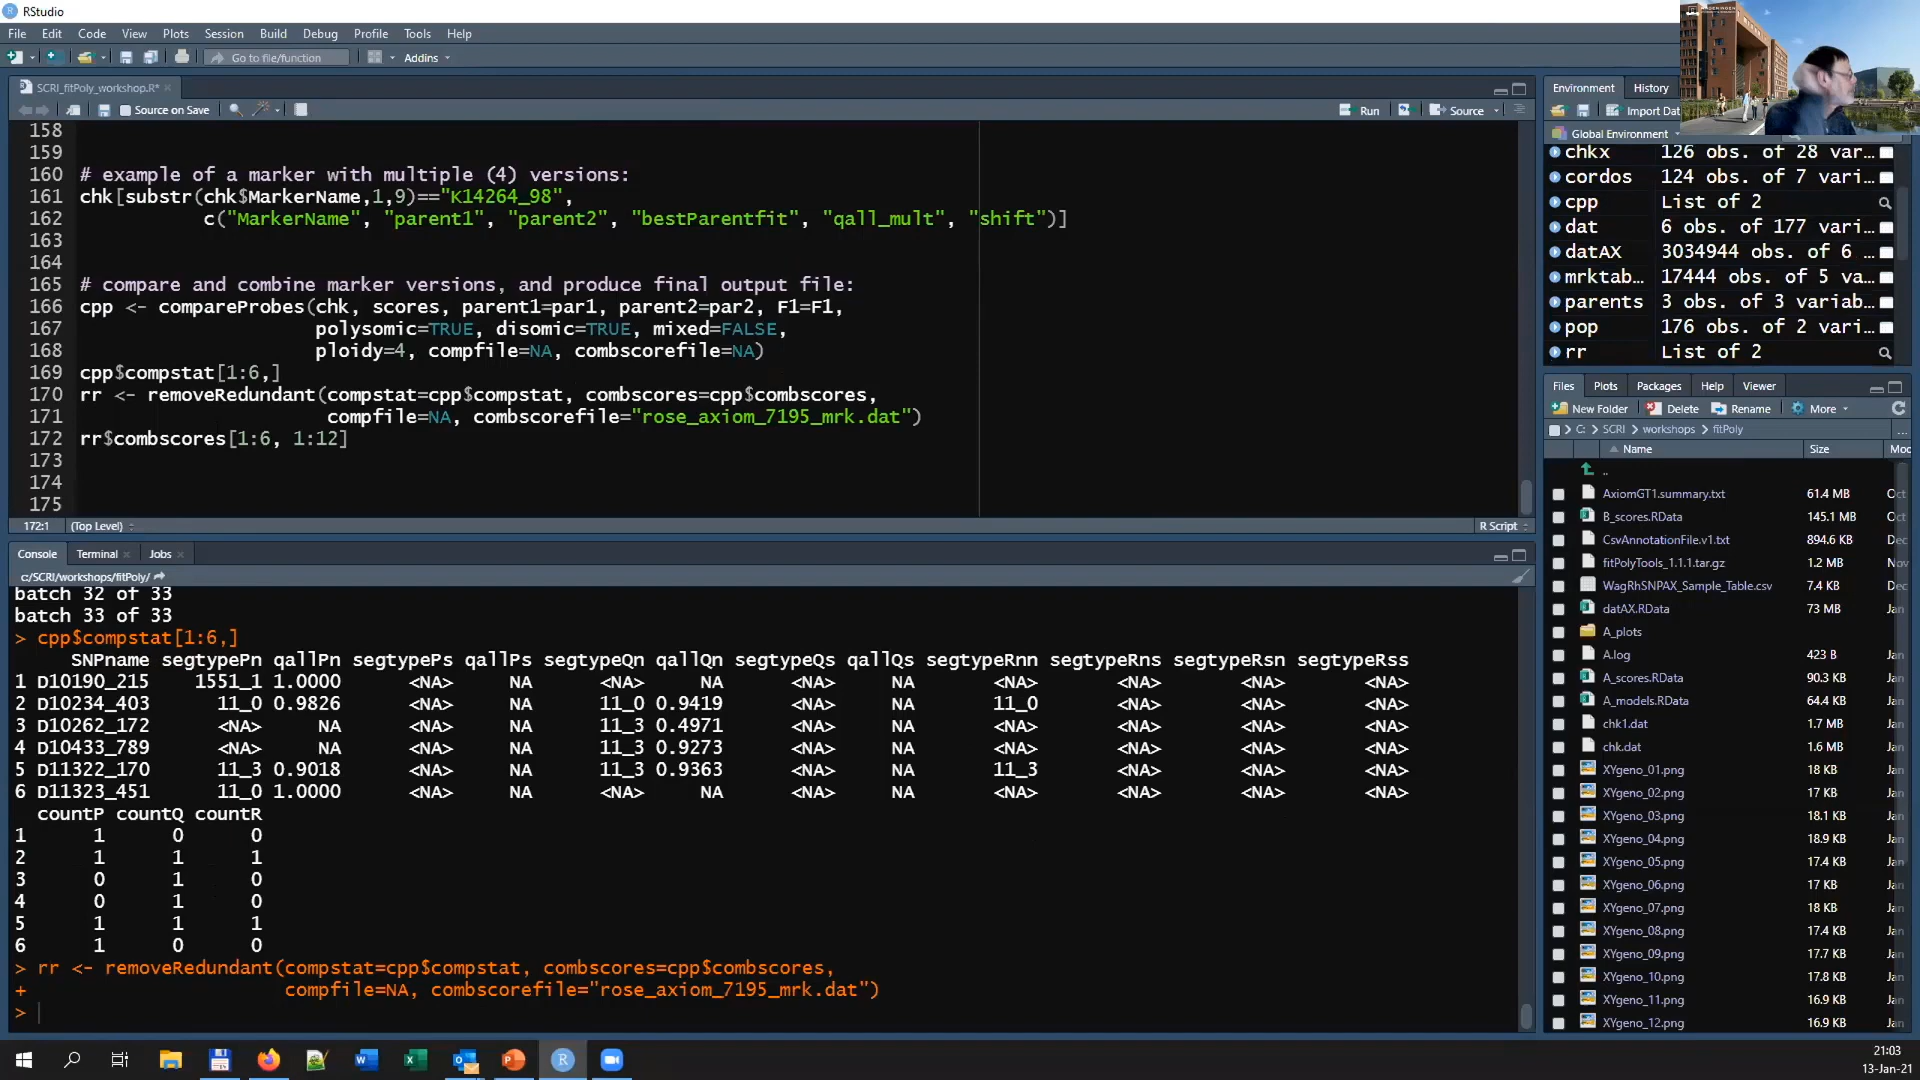 RStudio
File Edit Code View Plots Session Build Debug Profile Tools Help
Go to file/function Addins
SCRI_fitPoly_workshop.R*
Source on Save Run Source
158
159
160 # example of a marker with multiple (4) versions:
161 chk[substr(chk$MarkerName,1,9)=="K14264_98",
162 c("MarkerName", "parent1", "parent2", "bestParentfit", "qall_mult", "shift")]
163
164
165 # compare and combine marker versions, and produce final output file:
166 cpp <- compareProbes(chk, scores, parent1=par1, parent2=par2, F1=F1,
167 polysomic=TRUE, disomic=TRUE, mixed=FALSE,
168 ploidy=4, compfile=NA, combscorefile=NA)
169 cpp$compstat[1:6,]
170 rr <- removeRedundant(compstat=cpp$compstat, combscores=cpp$combscores,
171 compfile=NA, combscorefile="rose_axiom_7195_mrk.dat")
172 rr$combscores[1:6, 1:12]
173
174
175
172:1 (Top Level) R Script
Console Terminal Jobs
c:/SCRI/workshops/fitPoly/
batch 32 of 33
batch 33 of 33
> cpp$compstat[1:6,]
SNPname segtypePn qallPn segtypePs qallPs segtypeQn qallQn segtypeQs qallQs segtypeRnn segtypeRns segtypeRsn segtypeRss
1 D10190_215 1551_1 1.0000 <NA> NA <NA> NA <NA> NA <NA> <NA> <NA> <NA>
2 D10234_403 11_0 0.9826 <NA> NA 11_0 0.9419 <NA> NA 11_0 <NA> <NA> <NA>
3 D10262_172 <NA> NA <NA> NA 11_3 0.4971 <NA> NA <NA> <NA> <NA> <NA>
4 D10433_789 <NA> NA <NA> NA 11_3 0.9273 <NA> NA <NA> <NA> <NA> <NA>
5 D11322_170 11_3 0.9018 <NA> NA 11_3 0.9363 <NA> NA 11_3 <NA> <NA> <NA>
6 D11323_451 11_0 1.0000 <NA> NA <NA> NA <NA> NA <NA> <NA> <NA> <NA>
countP countQ countR
1 1 0 0
2 1 1 1
3 0 1 0
4 0 1 0
5 1 1 1
6 1 0 0
> rr <- removeRedundant(compstat=cpp$compstat, combscores=cpp$combscores,
+ compfile=NA, combscorefile="rose_axiom_7195_mrk.dat")
>
Environment History
Import Dat
Global Environment
chkx 126 obs. of 28 var...
cordos 124 obs. of 7 vari...
cpp List of 2
dat 6 obs. of 177 vari...
datAX 3034944 obs. of 6 ...
mrktab... 17444 obs. of 5 va...
parents 3 obs. of 3 variab...
pop 176 obs. of 2 vari...
rr List of 2
Files Plots Packages Help Viewer
New Folder Delete Rename More
C: > SCRI > workshops > fitPoly ...
Name Size Moc
..
AxiomGT1.summary.txt 61.4 MB Oct
B_scores.RData 145.1 MB Oct
CsvAnnotationFile.v1.txt 894.6 KB Dec
fitPolyTools_1.1.1.tar.gz 1.2 MB Nov
WagRhSNPAX_Sample_Table.csv 7.4 KB Dec
datAX.RData 73 MB Jan
A_plots
A.log 423 B Jan
A_scores.RData 90.3 KB Jan
A_models.RData 64.4 KB Jan
chk1.dat 1.7 MB Jan
chk.dat 1.6 MB Jan
XYgeno_01.png 18 KB Jan
XYgeno_02.png 17 KB Jan
XYgeno_03.png 18.1 KB Jan
XYgeno_04.png 18.9 KB Jan
XYgeno_05.png 17.4 KB Jan
XYgeno_06.png 17 KB Jan
XYgeno_07.png 18 KB Jan
XYgeno_08.png 17.4 KB Jan
XYgeno_09.png 17.7 KB Jan
XYgeno_10.png 17.8 KB Jan
XYgeno_11.png 16.9 KB Jan
XYgeno_12.png 16.9 KB Jan
21:03
13-Jan-21